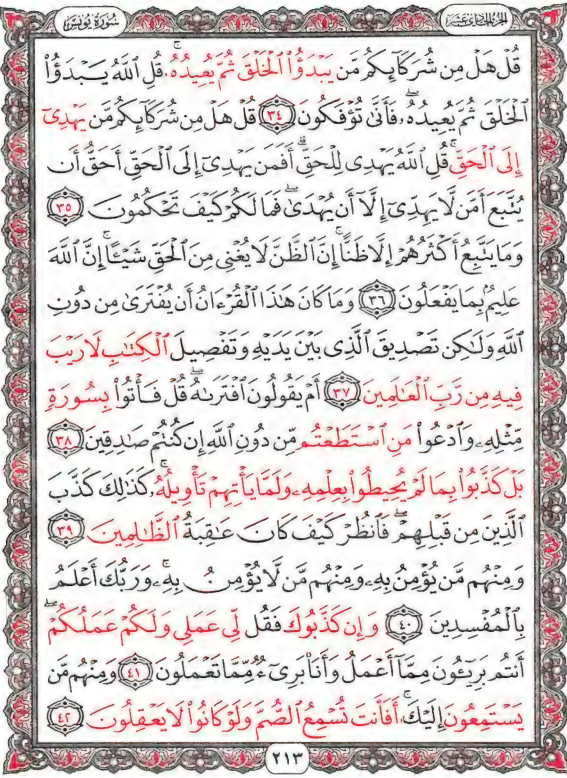 سُورَةُ يُونُسَ
الجزء الحادي عشر
قُلْ هَلْ مِن شُرَكَآئِكُم مَّن يَبْدَؤُا۟ ٱلْخَلْقَ ثُمَّ يُعِيدُهُۥ ۚ قُلِ ٱللَّهُ يَبْدَؤُا۟
ٱلْخَلْقَ ثُمَّ يُعِيدُهُۥ ۖ فَأَنَّىٰ تُؤْفَكُونَ ٣٤ قُلْ هَلْ مِن شُرَكَآئِكُم مَّن يَهْدِىٓ
إِلَى ٱلْحَقِّ ۚ قُلِ ٱللَّهُ يَهْدِى لِلْحَقِّ ۗ أَفَمَن يَهْدِىٓ إِلَى ٱلْحَقِّ أَحَقُّ أَن
يُتَّبَعَ أَمَّن لَّا يَهِدِّىٓ إِلَّآ أَن يُهْدَىٰ ۖ فَمَا لَكُمْ كَيْفَ تَحْكُمُونَ ٣٥
وَمَا يَتَّبِعُ أَكْثَرُهُمْ إِلَّا ظَنًّا ۚ إِنَّ ٱلظَّنَّ لَا يُغْنِى مِنَ ٱلْحَقِّ شَيْـًٔا ۚ إِنَّ ٱللَّهَ
عَلِيمٌۢ بِمَا يَفْعَلُونَ ٣٦ وَمَا كَانَ هَـٰذَا ٱلْقُرْءَانُ أَن يُفْتَرَىٰ مِن دُونِ
ٱللَّهِ وَلَـٰكِن تَصْدِيقَ ٱلَّذِى بَيْنَ يَدَيْهِ وَتَفْصِيلَ ٱلْكِتَـٰبِ لَا رَيْبَ
فِيهِ مِن رَّبِّ ٱلْعَـٰلَمِينَ ٣٧ أَمْ يَقُولُونَ ٱفْتَرَىٰهُ ۖ قُلْ فَأْتُوا۟ بِسُورَةٍ
مِّثْلِهِۦ وَٱدْعُوا۟ مَنِ ٱسْتَطَعْتُم مِّن دُونِ ٱللَّهِ إِن كُنتُمْ صَـٰدِقِينَ ٣٨
بَلْ كَذَّبُوا۟ بِمَا لَمْ يُحِيطُوا۟ بِعِلْمِهِۦ وَلَمَّا يَأْتِهِمْ تَأْوِيلُهُۥ ۚ كَذَٰلِكَ كَذَّبَ
ٱلَّذِينَ مِن قَبْلِهِمْ ۖ فَٱنظُرْ كَيْفَ كَانَ عَـٰقِبَةُ ٱلظَّـٰلِمِينَ ٣٩
وَمِنْهُم مَّن يُؤْمِنُ بِهِۦ وَمِنْهُم مَّن لَّا يُؤْمِنُ بِهِۦ ۚ وَرَبُّكَ أَعْلَمُ
بِٱلْمُفْسِدِينَ ٤٠ وَإِن كَذَّبُوكَ فَقُل لِّى عَمَلِى وَلَكُمْ عَمَلُكُمْ ۖ
أَنتُم بَرِيٓـُٔونَ مِمَّآ أَعْمَلُ وَأَنَا۠ بَرِىٓءٌ مِّمَّا تَعْمَلُونَ ٤١ وَمِنْهُم مَّن
يَسْتَمِعُونَ إِلَيْكَ ۚ أَفَأَنتَ تُسْمِعُ ٱلصُّمَّ وَلَوْ كَانُوا۟ لَا يَعْقِلُونَ ٤٢
٢١٣